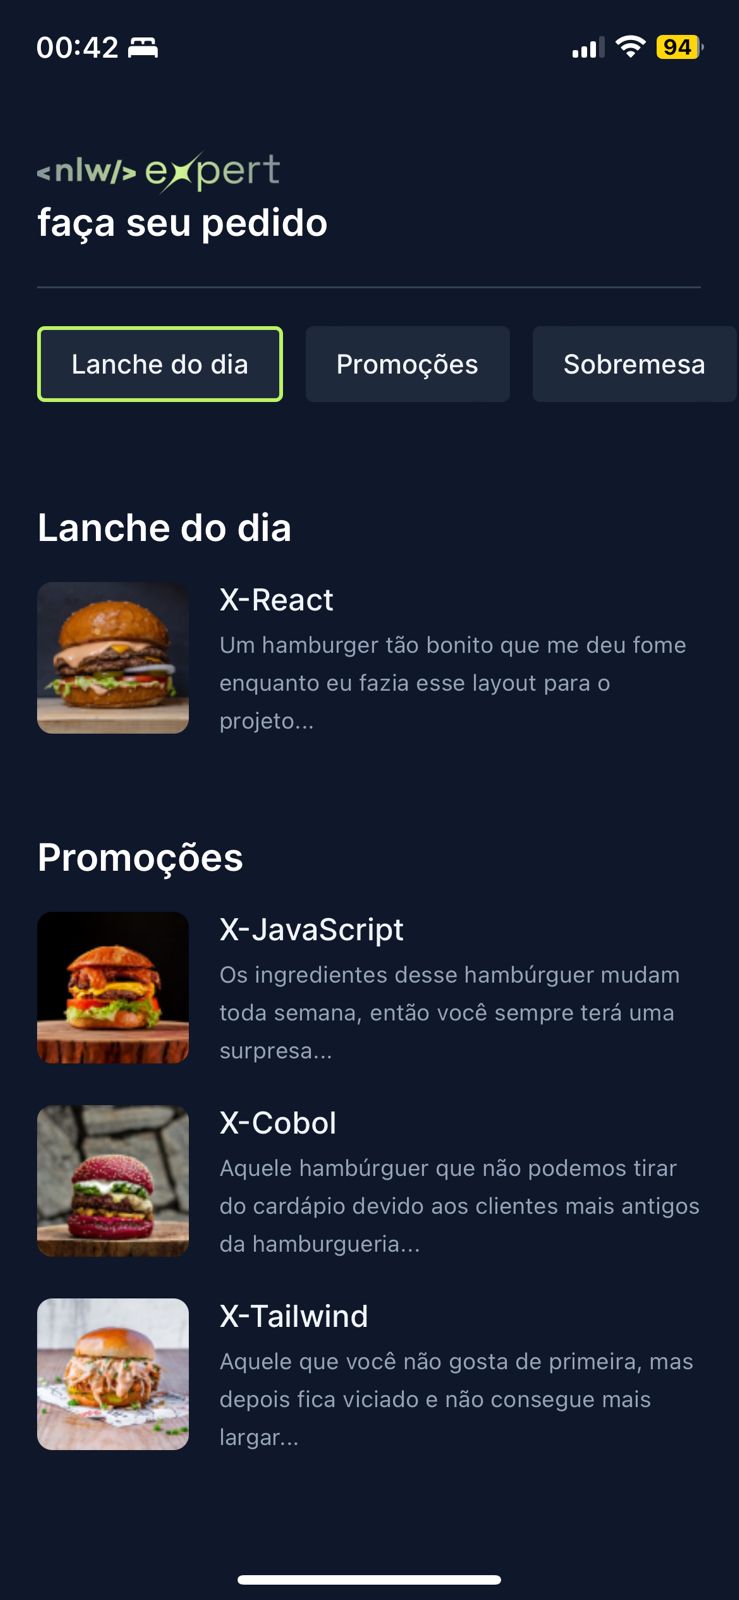 00:42
94
<nlw/> expert
faça seu pedido
Lanche do dia
Promoções
Sobremesa
Lanche do dia
X-React
Um hamburger tão bonito que me deu fome
enquanto eu fazia esse layout para o
projeto...
Promoções
X-JavaScript
Os ingredientes desse hambúrguer mudam
toda semana, então você sempre terá uma
surpresa...
X-Cobol
Aquele hambúrguer que não podemos tirar
do cardápio devido aos clientes mais antigos
da hamburgueria...
X-Tailwind
Aquele que você não gosta de primeira, mas
depois fica viciado e não consegue mais
largar...